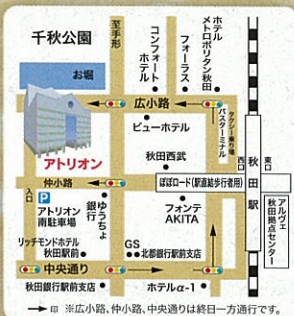 千秋公園
お堀
至手形
コンフォート
ホテル
フォーラス
ホテル
メトロポリタン秋田
タクシー乗り場
バスターミナル
広小路
ビューホテル
アトリオン
秋田西武
西口
東口
秋田駅
仲小路
ぽぽロード(駅直結歩行者用)
入口
P
アトリオン
南駐車場
ゆうちょ
銀行
フォンテ
AKITA
アルヴェ
秋田拠点センター
リッチモンドホテル
秋田駅前
GS
北都銀行駅前支店
中央通り
秋田銀行駅前支店
ホテルα-1
→印 ※広小路、仲小路、中央通りは終日一方通行です。